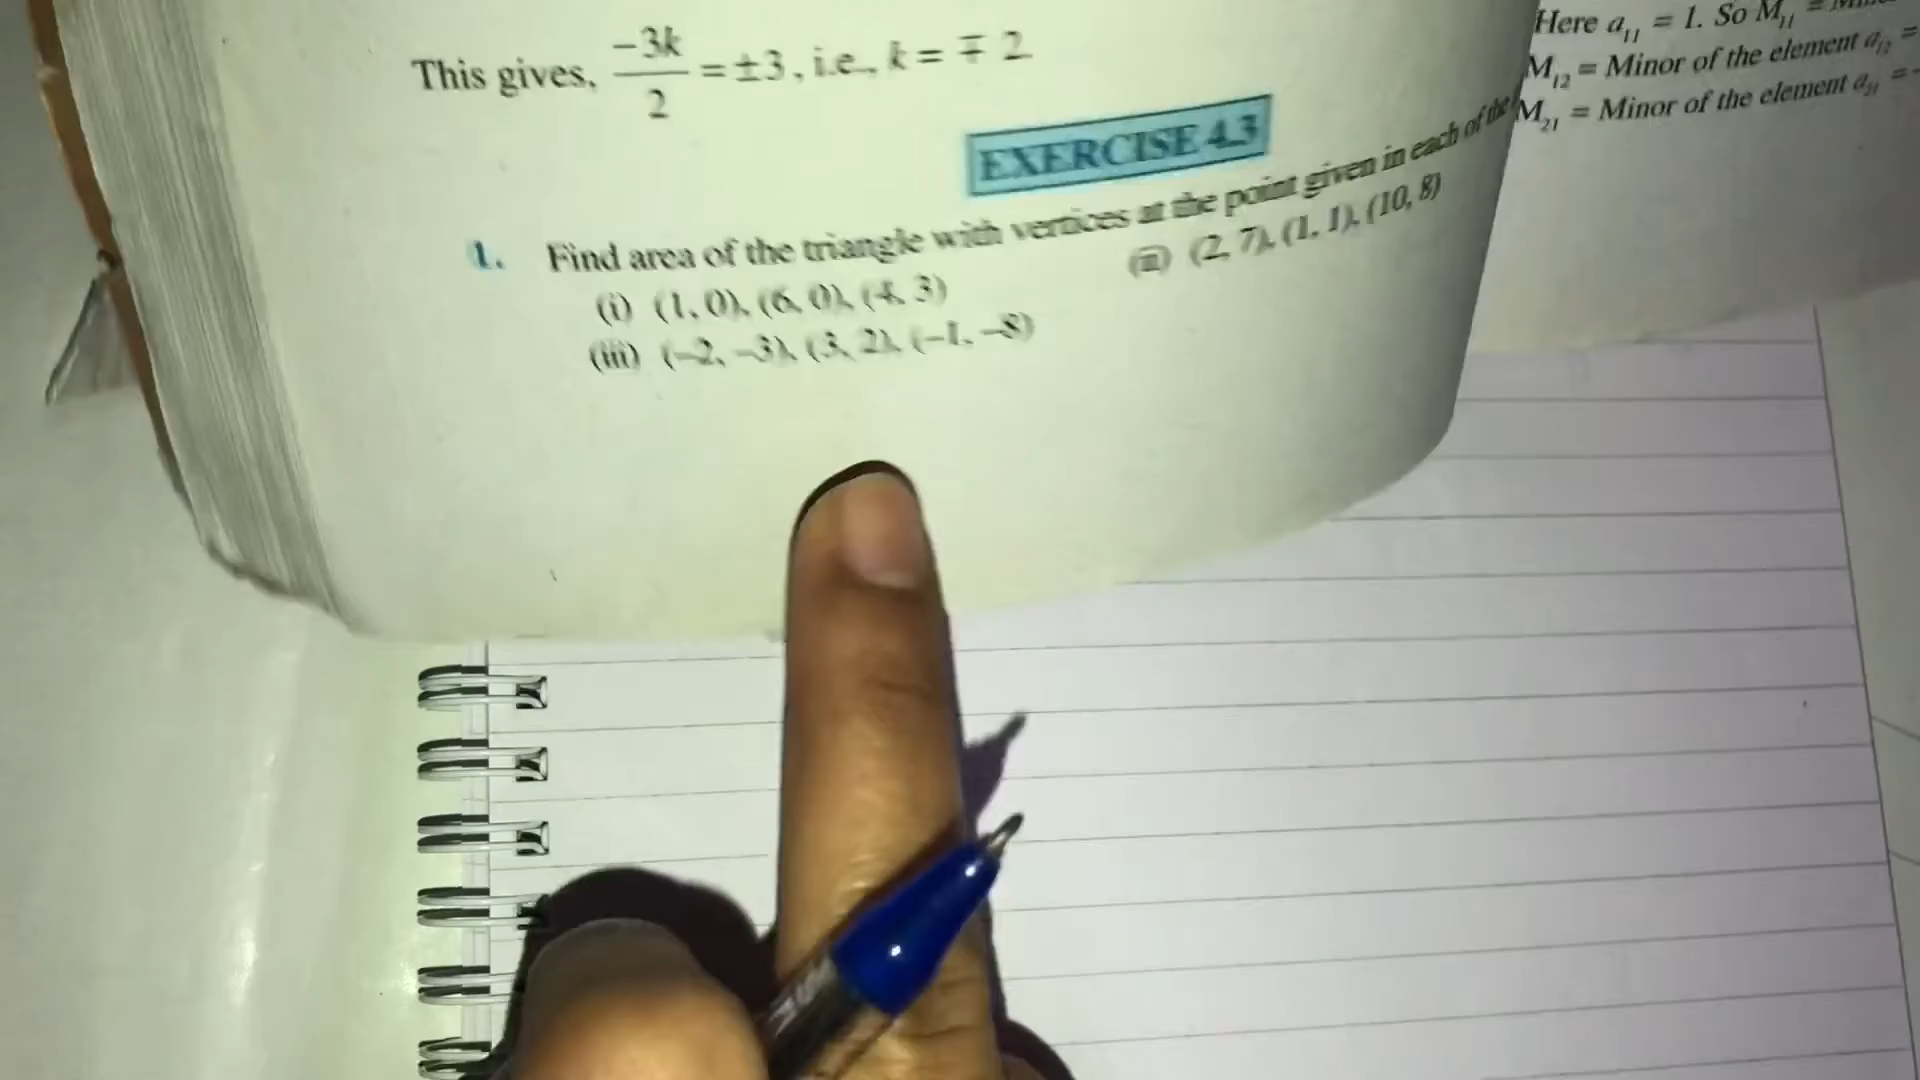 This gives, −3k/2 = ±3, i.e., k = ∓ 2
EXERCISE 4.3
1. Find area of the triangle with vertices at the point given in each of the
(i) (1, 0), (6, 0), (4, 3) (ii) (2, 7), (1, 1), (10, 8)
(iii) (−2, −3), (3, 2), (−1, −8)
Here a₁₁ = 1. So M₁₁ =
M₁₂ = Minor of the element a₁₂ =
M₂₁ = Minor of the element a₂₁ = -